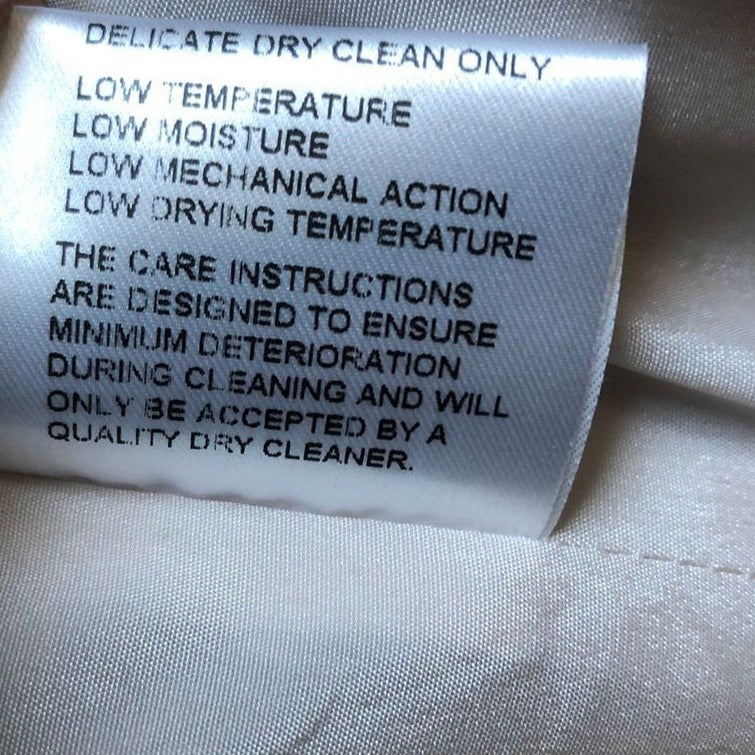 DELICATE DRY CLEAN ONLY
LOW TEMPERATURE
LOW MOISTURE
LOW MECHANICAL ACTION
LOW DRYING TEMPERATURE
THE CARE INSTRUCTIONS
ARE DESIGNED TO ENSURE
MINIMUM DETERIORATION
DURING CLEANING AND WILL
ONLY BE ACCEPTED BY A
QUALITY DRY CLEANER.